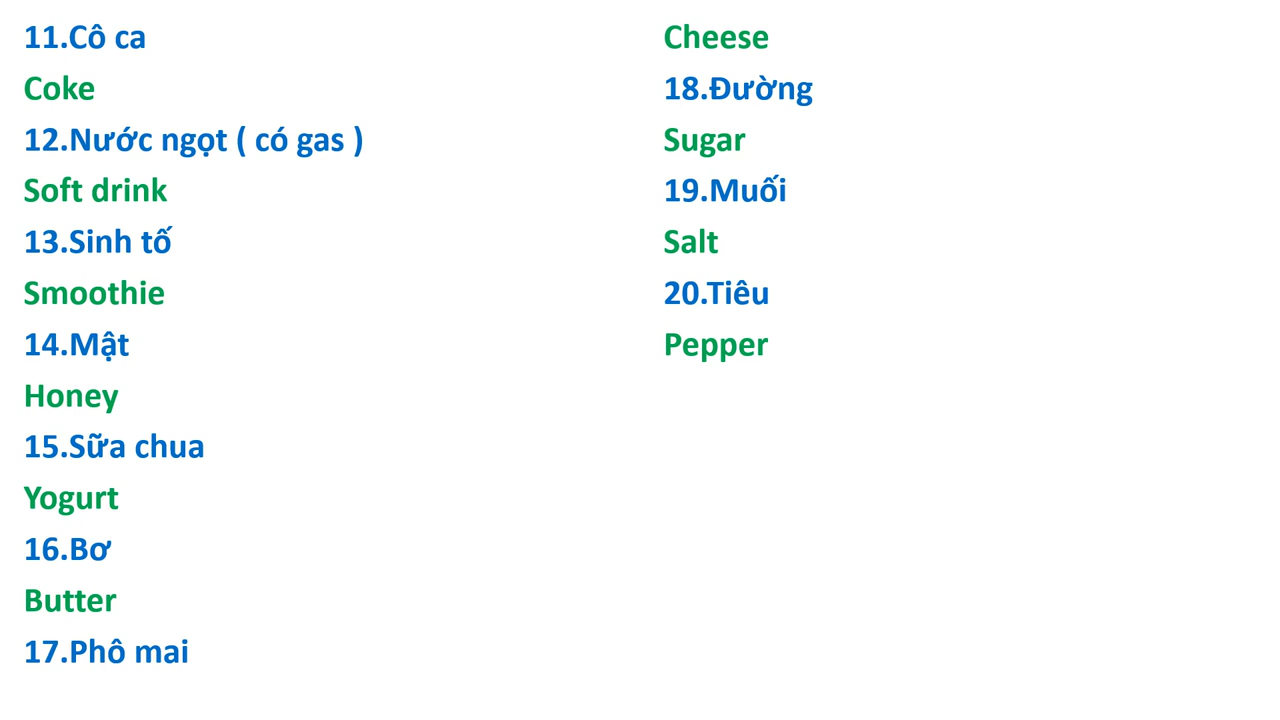 11.Cô ca
Coke
12.Nước ngọt ( có gas )
Soft drink
13.Sinh tố
Smoothie
14.Mật
Honey
15.Sữa chua
Yogurt
16.Bơ
Butter
17.Phô mai
Cheese
18.Đường
Sugar
19.Muối
Salt
20.Tiêu
Pepper